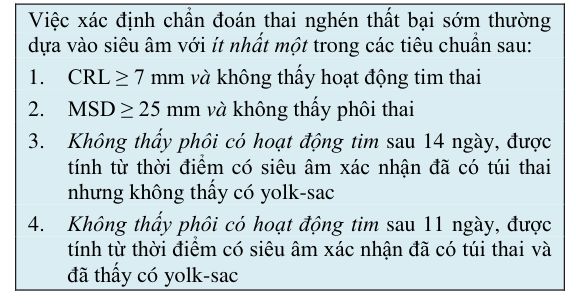 Việc xác định chẩn đoán thai nghén thất bại sớm thường
dựa vào siêu âm với ít nhất một trong các tiêu chuẩn sau:
1. CRL ≥ 7 mm và không thấy hoạt động tim thai
2. MSD ≥ 25 mm và không thấy phôi thai
3. Không thấy phôi có hoạt động tim sau 14 ngày, được
tính từ thời điểm có siêu âm xác nhận đã có túi thai
nhưng không thấy có yolk-sac
4. Không thấy phôi có hoạt động tim sau 11 ngày, được
tính từ thời điểm có siêu âm xác nhận đã có túi thai và
đã thấy có yolk-sac